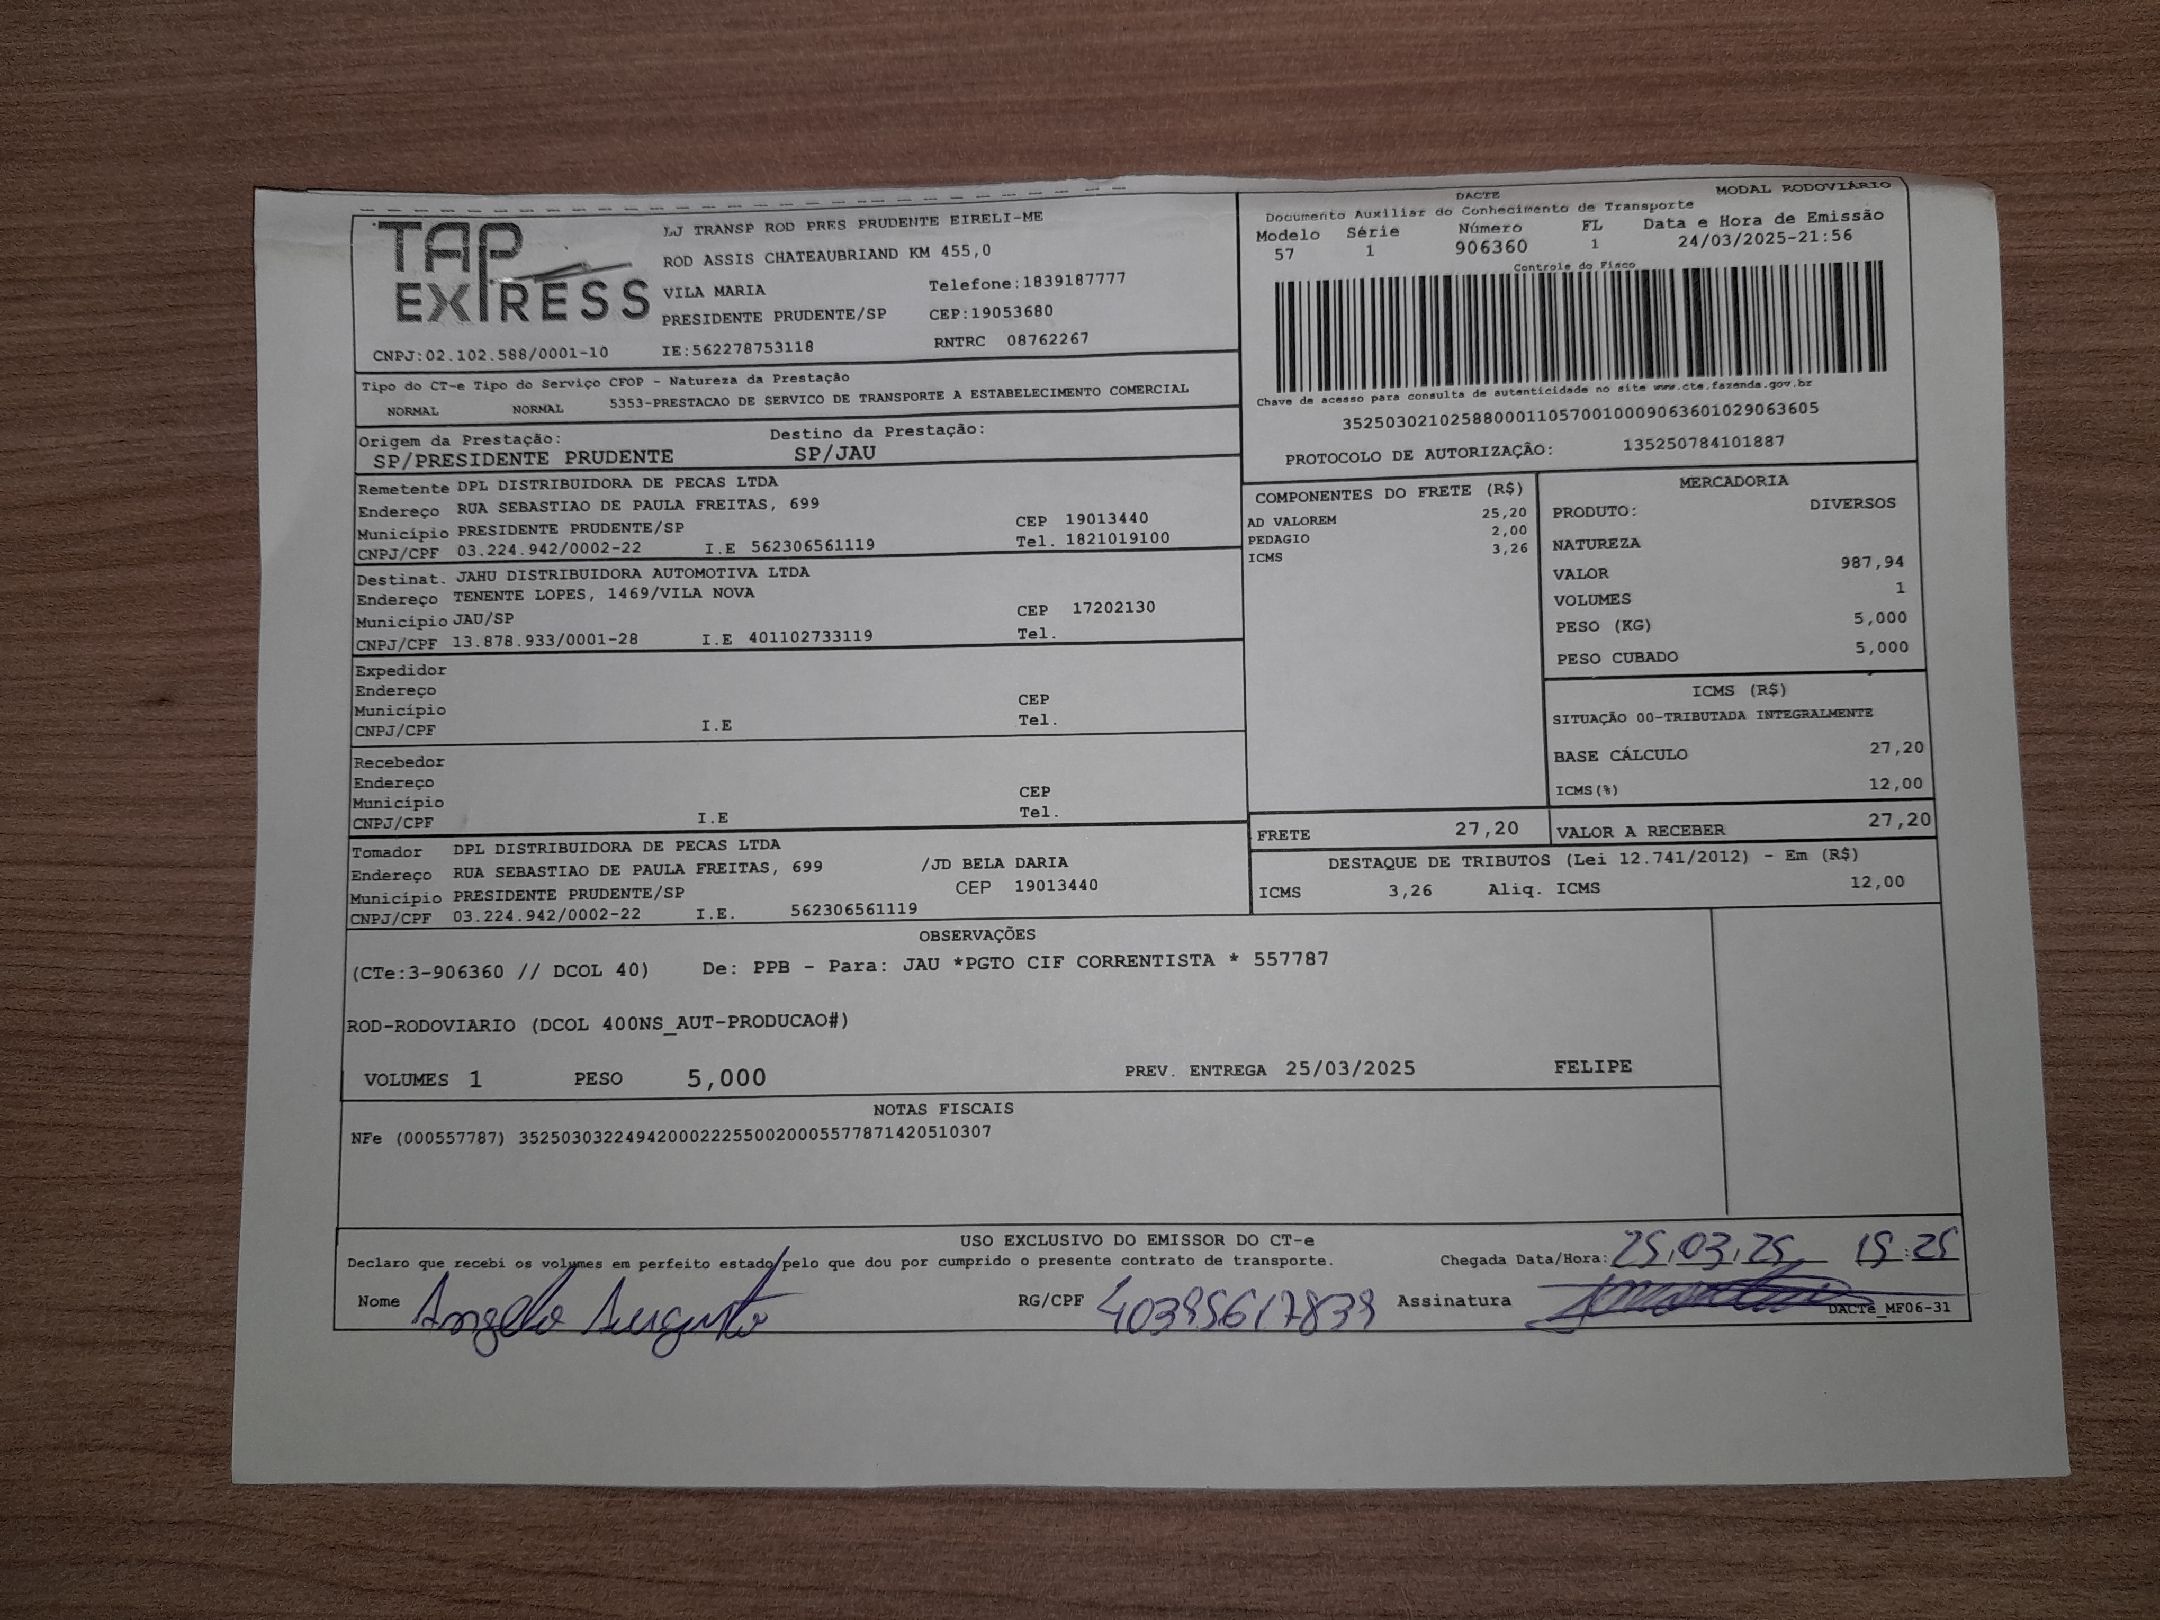 TAP EXPRESS
LJ TRANSP ROD PRES PRUDENTE EIRELI-ME
ROD ASSIS CHATEAUBRIAND KM 455,0
VILA MARIA Telefone:1839187777
PRESIDENTE PRUDENTE/SP CEP:19053680
CNPJ:02.102.588/0001-10 IE:562278753118 RNTRC 08762267
DACTE MODAL RODOVIÁRIO
Documento Auxiliar do Conhecimento de Transporte
Modelo Série Número FL Data e Hora de Emissão
57 1 906360 1 24/03/2025-21:56
Controle do Fisco
Chave de acesso para consulta de autenticidade no site www.cte.fazenda.gov.br
35250302102588000110570010009063601029063605
PROTOCOLO DE AUTORIZAÇÃO: 135250784101887
Tipo do CT-e Tipo do Serviço CFOP - Natureza da Prestação
NORMAL NORMAL 5353-PRESTACAO DE SERVICO DE TRANSPORTE A ESTABELECIMENTO COMERCIAL
Origem da Prestação: Destino da Prestação:
SP/PRESIDENTE PRUDENTE SP/JAU
Remetente DPL DISTRIBUIDORA DE PECAS LTDA
Endereço RUA SEBASTIAO DE PAULA FREITAS, 699
Município PRESIDENTE PRUDENTE/SP CEP 19013440
CNPJ/CPF 03.224.942/0002-22 I.E 562306561119 Tel. 1821019100
Destinat. JAHU DISTRIBUIDORA AUTOMOTIVA LTDA
Endereço TENENTE LOPES, 1469/VILA NOVA
Município JAU/SP CEP 17202130
CNPJ/CPF 13.878.933/0001-28 I.E 401102733119 Tel.
Expedidor
Endereço
Município CEP
CNPJ/CPF I.E Tel.
Recebedor
Endereço
Município CEP
CNPJ/CPF I.E Tel.
Tomador DPL DISTRIBUIDORA DE PECAS LTDA
Endereço RUA SEBASTIAO DE PAULA FREITAS, 699 /JD BELA DARIA
Município PRESIDENTE PRUDENTE/SP CEP 19013440
CNPJ/CPF 03.224.942/0002-22 I.E. 562306561119
COMPONENTES DO FRETE (R$)
AD VALOREM 25,20
PEDAGIO 2,00
ICMS 3,26
MERCADORIA
PRODUTO: DIVERSOS
NATUREZA
VALOR 987,94
VOLUMES 1
PESO (KG) 5,000
PESO CUBADO 5,000
ICMS (R$)
SITUAÇÃO 00-TRIBUTADA INTEGRALMENTE
BASE CÁLCULO 27,20
ICMS(%) 12,00
FRETE 27,20 VALOR A RECEBER 27,20
DESTAQUE DE TRIBUTOS (Lei 12.741/2012) - Em (R$)
ICMS 3,26 Aliq. ICMS 12,00
OBSERVAÇÕES
(CTe:3-906360 // DCOL 40) De: PPB - Para: JAU *PGTO CIF CORRENTISTA * 557787
ROD-RODOVIARIO (DCOL 400NS_AUT-PRODUCAO#)
VOLUMES 1 PESO 5,000 PREV. ENTREGA 25/03/2025 FELIPE
NOTAS FISCAIS
NFe (000557787) 35250303224942000222550020005577871420510307
USO EXCLUSIVO DO EMISSOR DO CT-e
Declaro que recebi os volumes em perfeito estado pelo que dou por cumprido o presente contrato de transporte. Chegada Data/Hora: 25.03.25 15:25
Nome Angelo Augusto RG/CPF 40395617839 Assinatura
DACTe_MF06-31